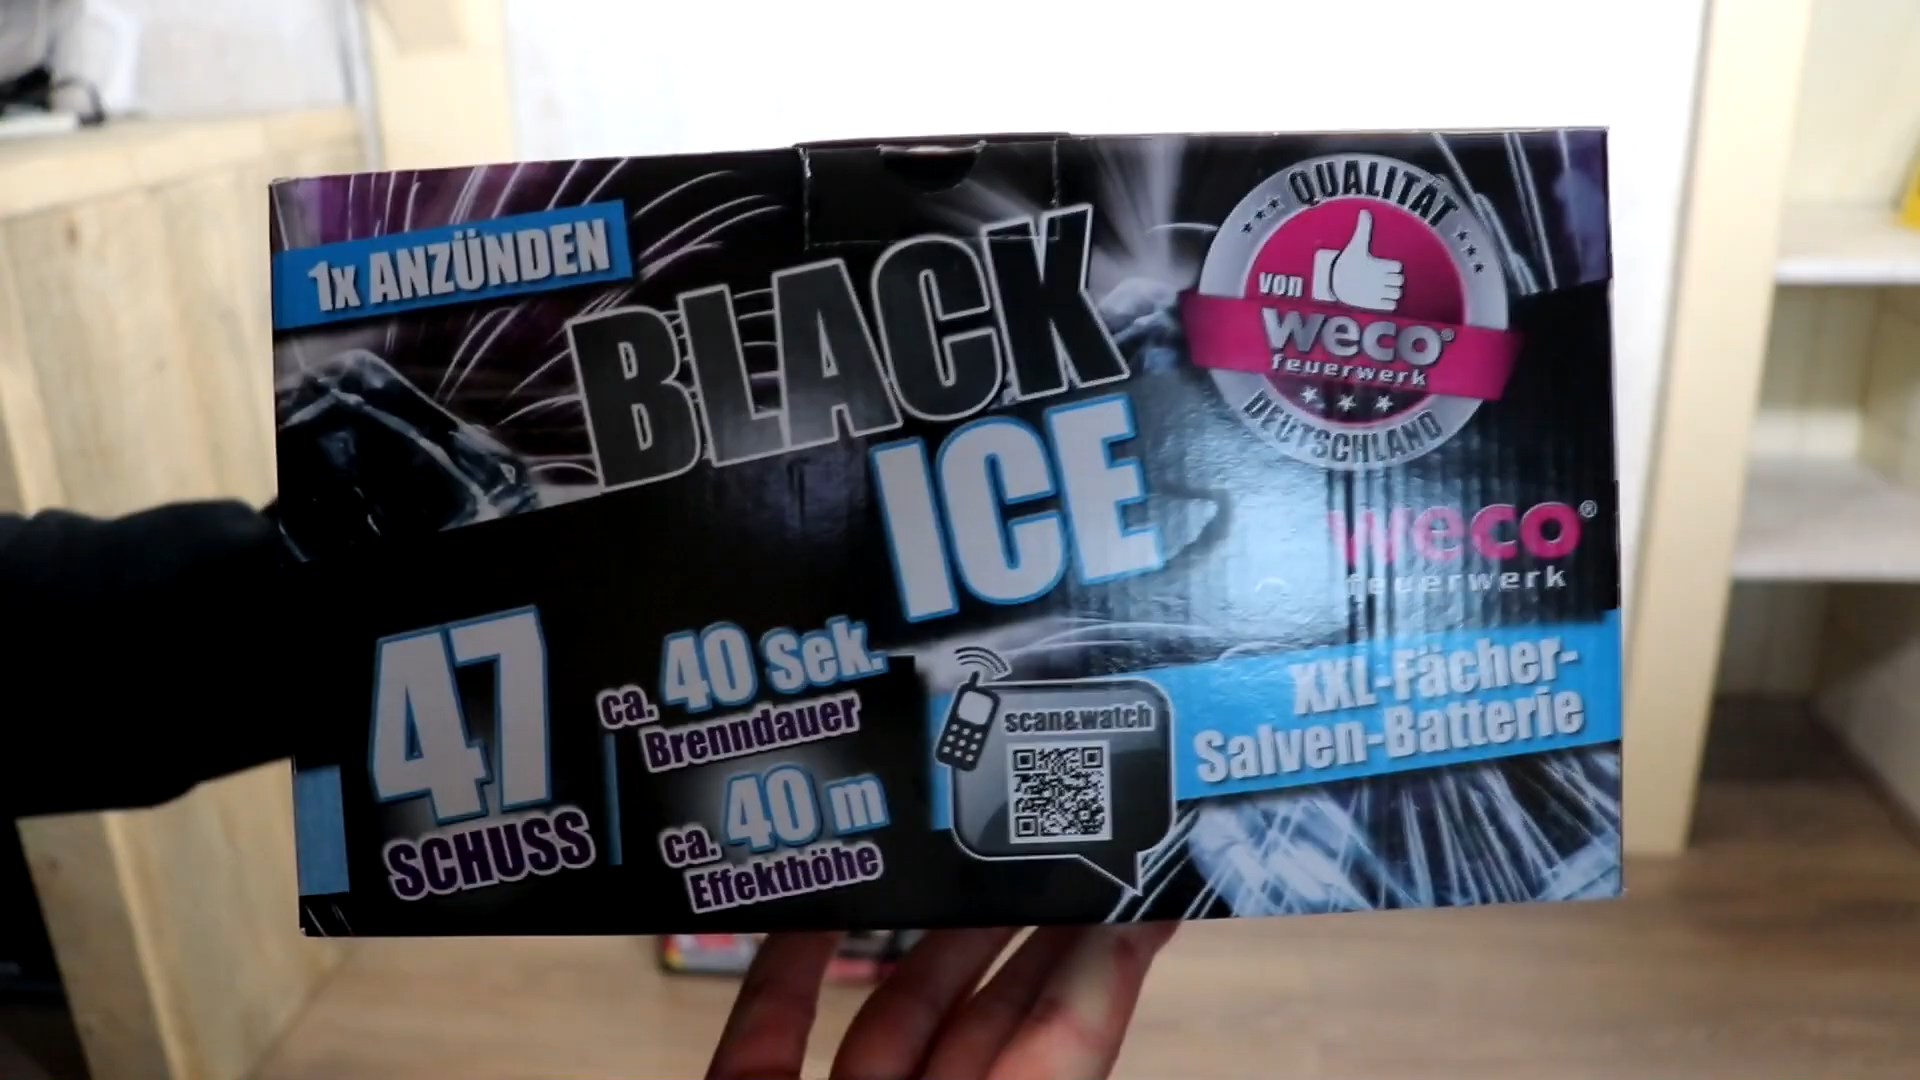 1x ANZÜNDEN
BLACK
ICE
QUALITÄT
von
weco®
feuerwerk
DEUTSCHLAND
weco®
feuerwerk
47
SCHUSS
ca. 40 Sek.
Brenndauer
ca. 40 m
Effekthöhe
scan&watch
XXL-Fächer-
Salven-Batterie